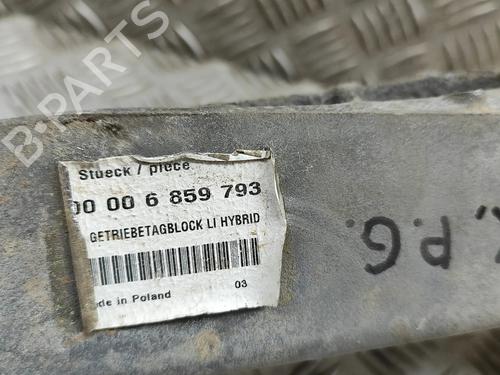 B-PARTS
Stueck / piece
00 00 6 859 793
GETRIEBETAGBLOCK LI HYBRID
de in Poland 03
P.G.